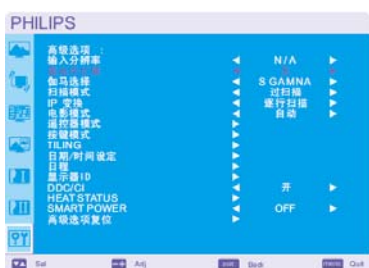 PHILIPS
高级选项 :
输入分辨率 N/A
伽马选择 S GAMNA
扫描模式 过扫描
IP 变换 逐行扫描
电影模式 自动
遥控器模式
按键模式
TILING
日期/时间设定
日程
显示器ID
DDC/CI 开
HEAT STATUS
SMART POWER OFF
高级选项复位
Sel Adj Back Quit